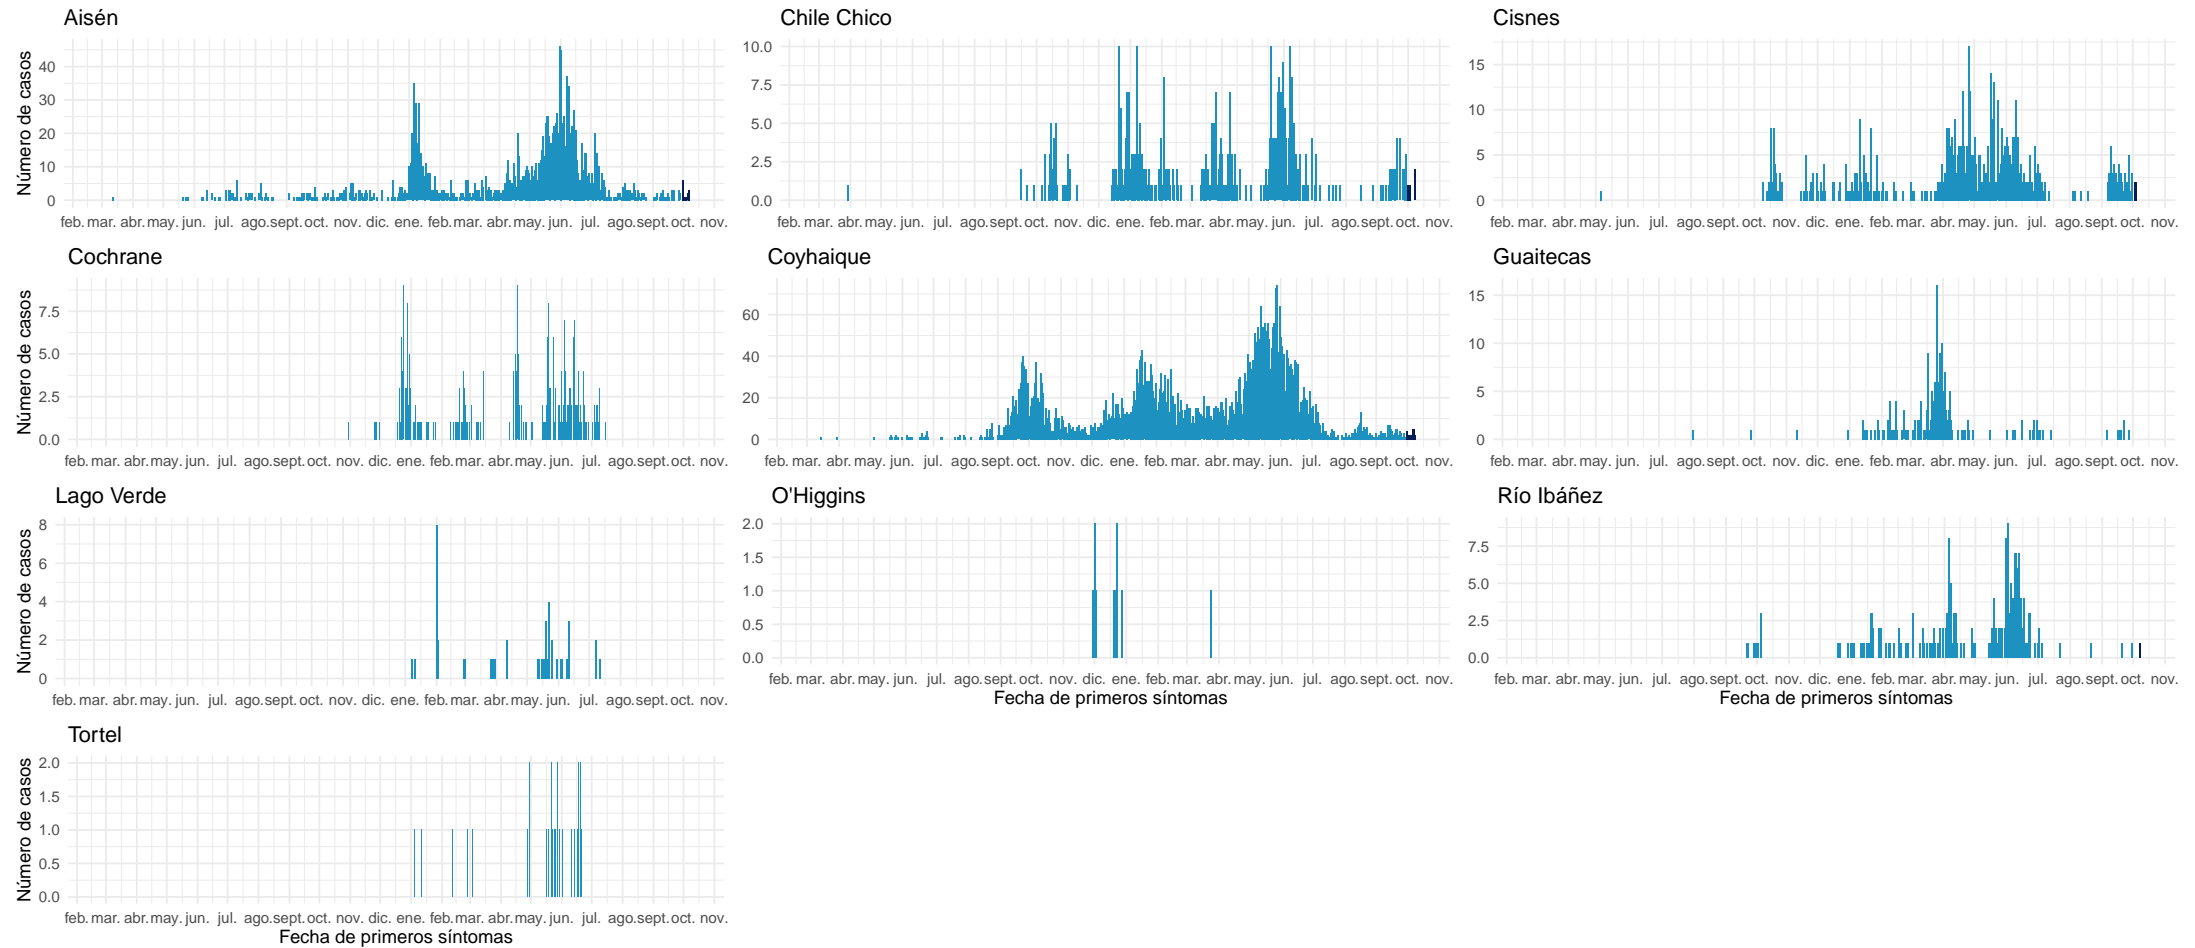 Aisén
Número de casos
40
30
20
10
0
feb. mar. abr. may. jun. jul. ago. sept. oct. nov. dic. ene. feb. mar. abr. may. jun. jul. ago. sept. oct. nov.
Chile Chico
10.0
7.5
5.0
2.5
0.0
feb. mar. abr. may. jun. jul. ago. sept. oct. nov. dic. ene. feb. mar. abr. may. jun. jul. ago. sept. oct. nov.
Cisnes
15
10
5
0
feb. mar. abr. may. jun. jul. ago. sept. oct. nov. dic. ene. feb. mar. abr. may. jun. jul. ago. sept. oct. nov.
Cochrane
Número de casos
7.5
5.0
2.5
0.0
feb. mar. abr. may. jun. jul. ago. sept. oct. nov. dic. ene. feb. mar. abr. may. jun. jul. ago. sept. oct. nov.
Coyhaique
60
40
20
0
feb. mar. abr. may. jun. jul. ago. sept. oct. nov. dic. ene. feb. mar. abr. may. jun. jul. ago. sept. oct. nov.
Guaitecas
15
10
5
0
feb. mar. abr. may. jun. jul. ago. sept. oct. nov. dic. ene. feb. mar. abr. may. jun. jul. ago. sept. oct. nov.
Lago Verde
Número de casos
8
6
4
2
0
feb. mar. abr. may. jun. jul. ago. sept. oct. nov. dic. ene. feb. mar. abr. may. jun. jul. ago. sept. oct. nov.
O'Higgins
2.0
1.5
1.0
0.5
0.0
feb. mar. abr. may. jun. jul. ago. sept. oct. nov. dic. ene. feb. mar. abr. may. jun. jul. ago. sept. oct. nov.
Fecha de primeros síntomas
Río Ibáñez
7.5
5.0
2.5
0.0
feb. mar. abr. may. jun. jul. ago. sept. oct. nov. dic. ene. feb. mar. abr. may. jun. jul. ago. sept. oct. nov.
Fecha de primeros síntomas
Tortel
Número de casos
2.0
1.5
1.0
0.5
0.0
feb. mar. abr. may. jun. jul. ago. sept. oct. nov. dic. ene. feb. mar. abr. may. jun. jul. ago. sept. oct. nov.
Fecha de primeros síntomas